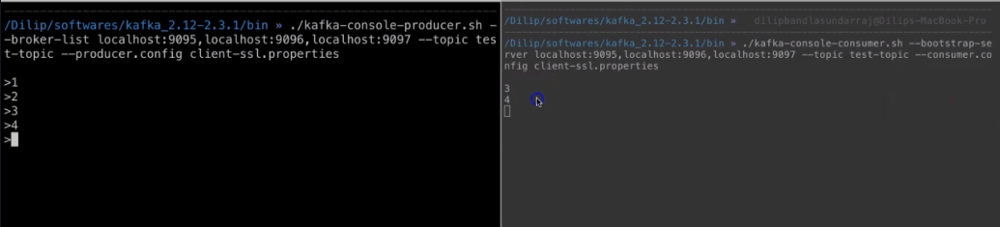 /Dilip/softwares/kafka_2.12-2.3.1/bin » ./kafka-console-producer.sh -
-broker-list localhost:9095,localhost:9096,localhost:9097 --topic tes
t-topic --producer.config client-ssl.properties
>1
>2
>3
>4
>
/Dilip/softwares/kafka_2.12-2.3.1/bin » dilipbandlasundarraj@Dilips-MacBook-Pro
/Dilip/softwares/kafka_2.12-2.3.1/bin » ./kafka-console-consumer.sh --bootstrap-se
rver localhost:9095,localhost:9096,localhost:9097 --topic test-topic --consumer.co
nfig client-ssl.properties
3
4